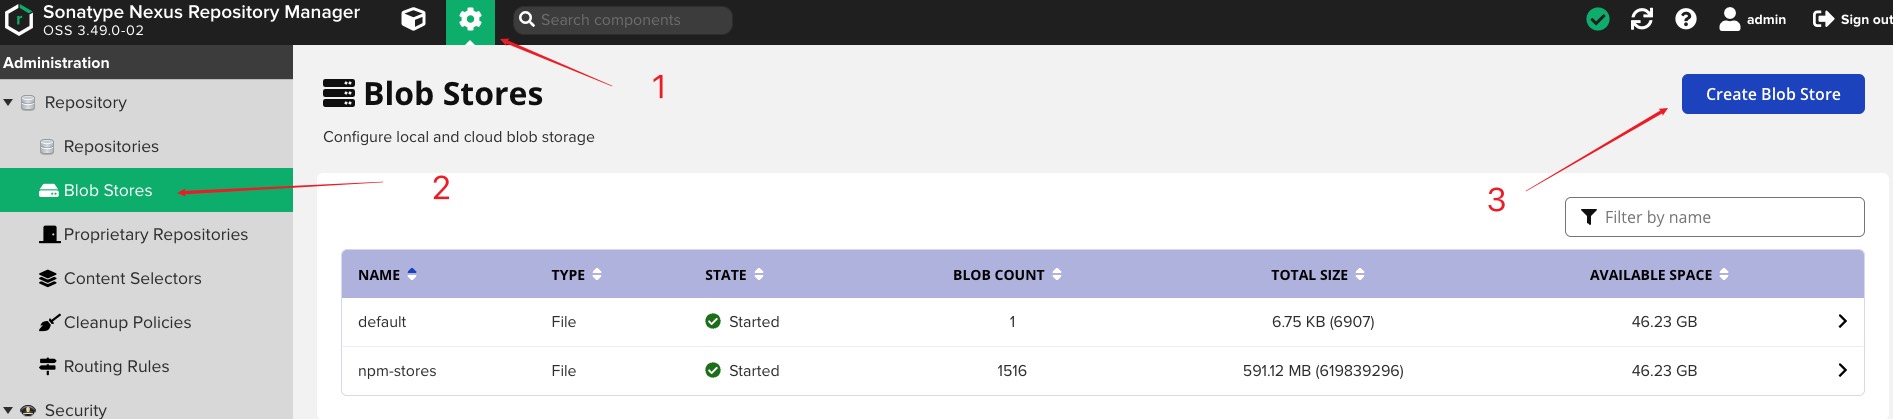 Sonatype Nexus Repository Manager
OSS 3.49.0-02
Search components
admin
Sign out
Administration
Repository
Repositories
Blob Stores
Proprietary Repositories
Content Selectors
Cleanup Policies
Routing Rules
Security
1
2
3
Blob Stores
Configure local and cloud blob storage
Create Blob Store
Filter by name
NAME TYPE STATE BLOB COUNT TOTAL SIZE AVAILABLE SPACE
default File Started 1 6.75 KB (6907) 46.23 GB
npm-stores File Started 1516 591.12 MB (619839296) 46.23 GB